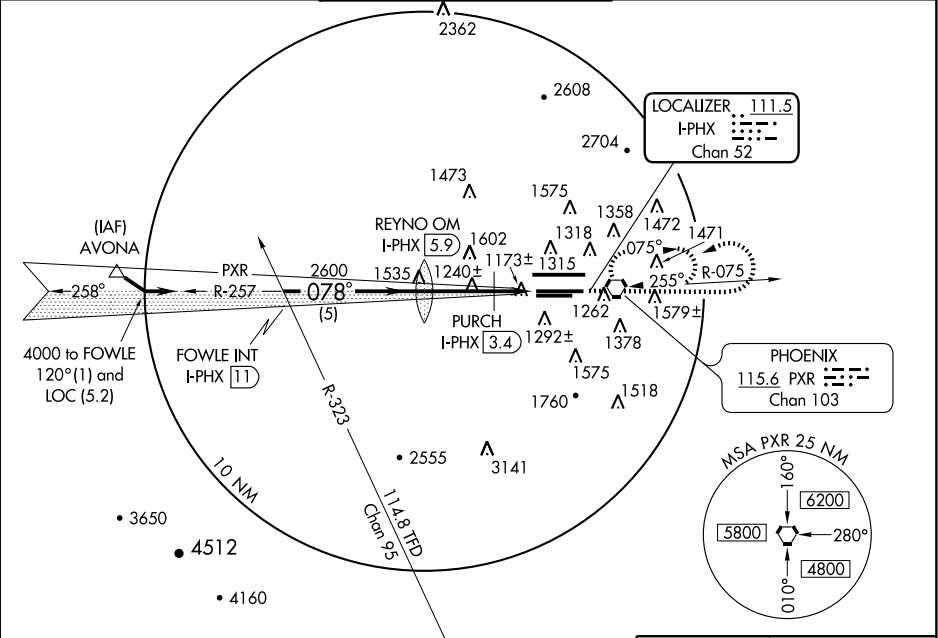 2362
2608
LOCALIZER 111.5
I-PHX
Chan 52
2704
1473
1575
1358
1472
1471
(IAF)
AVONA
REYNO OM
I-PHX 5.9
1602
1318
075°
1173±
1315
PXR
2600
1535
1240±
R-075
258°
R-257
078°
255°
(5)
PURCH
I-PHX 3.4
1262
1579±
1292±
1378
4000 to FOWLE
120°(1) and
LOC (5.2)
FOWLE INT
I-PHX 11
PHOENIX
115.6 PXR
Chan 103
1575
R-323
1760
1518
2555
3141
10 NM
114.8 TFD
Chan 95
MSA PXR 25 NM
160°
6200
5800
280°
4800
010°
3650
4512
4160